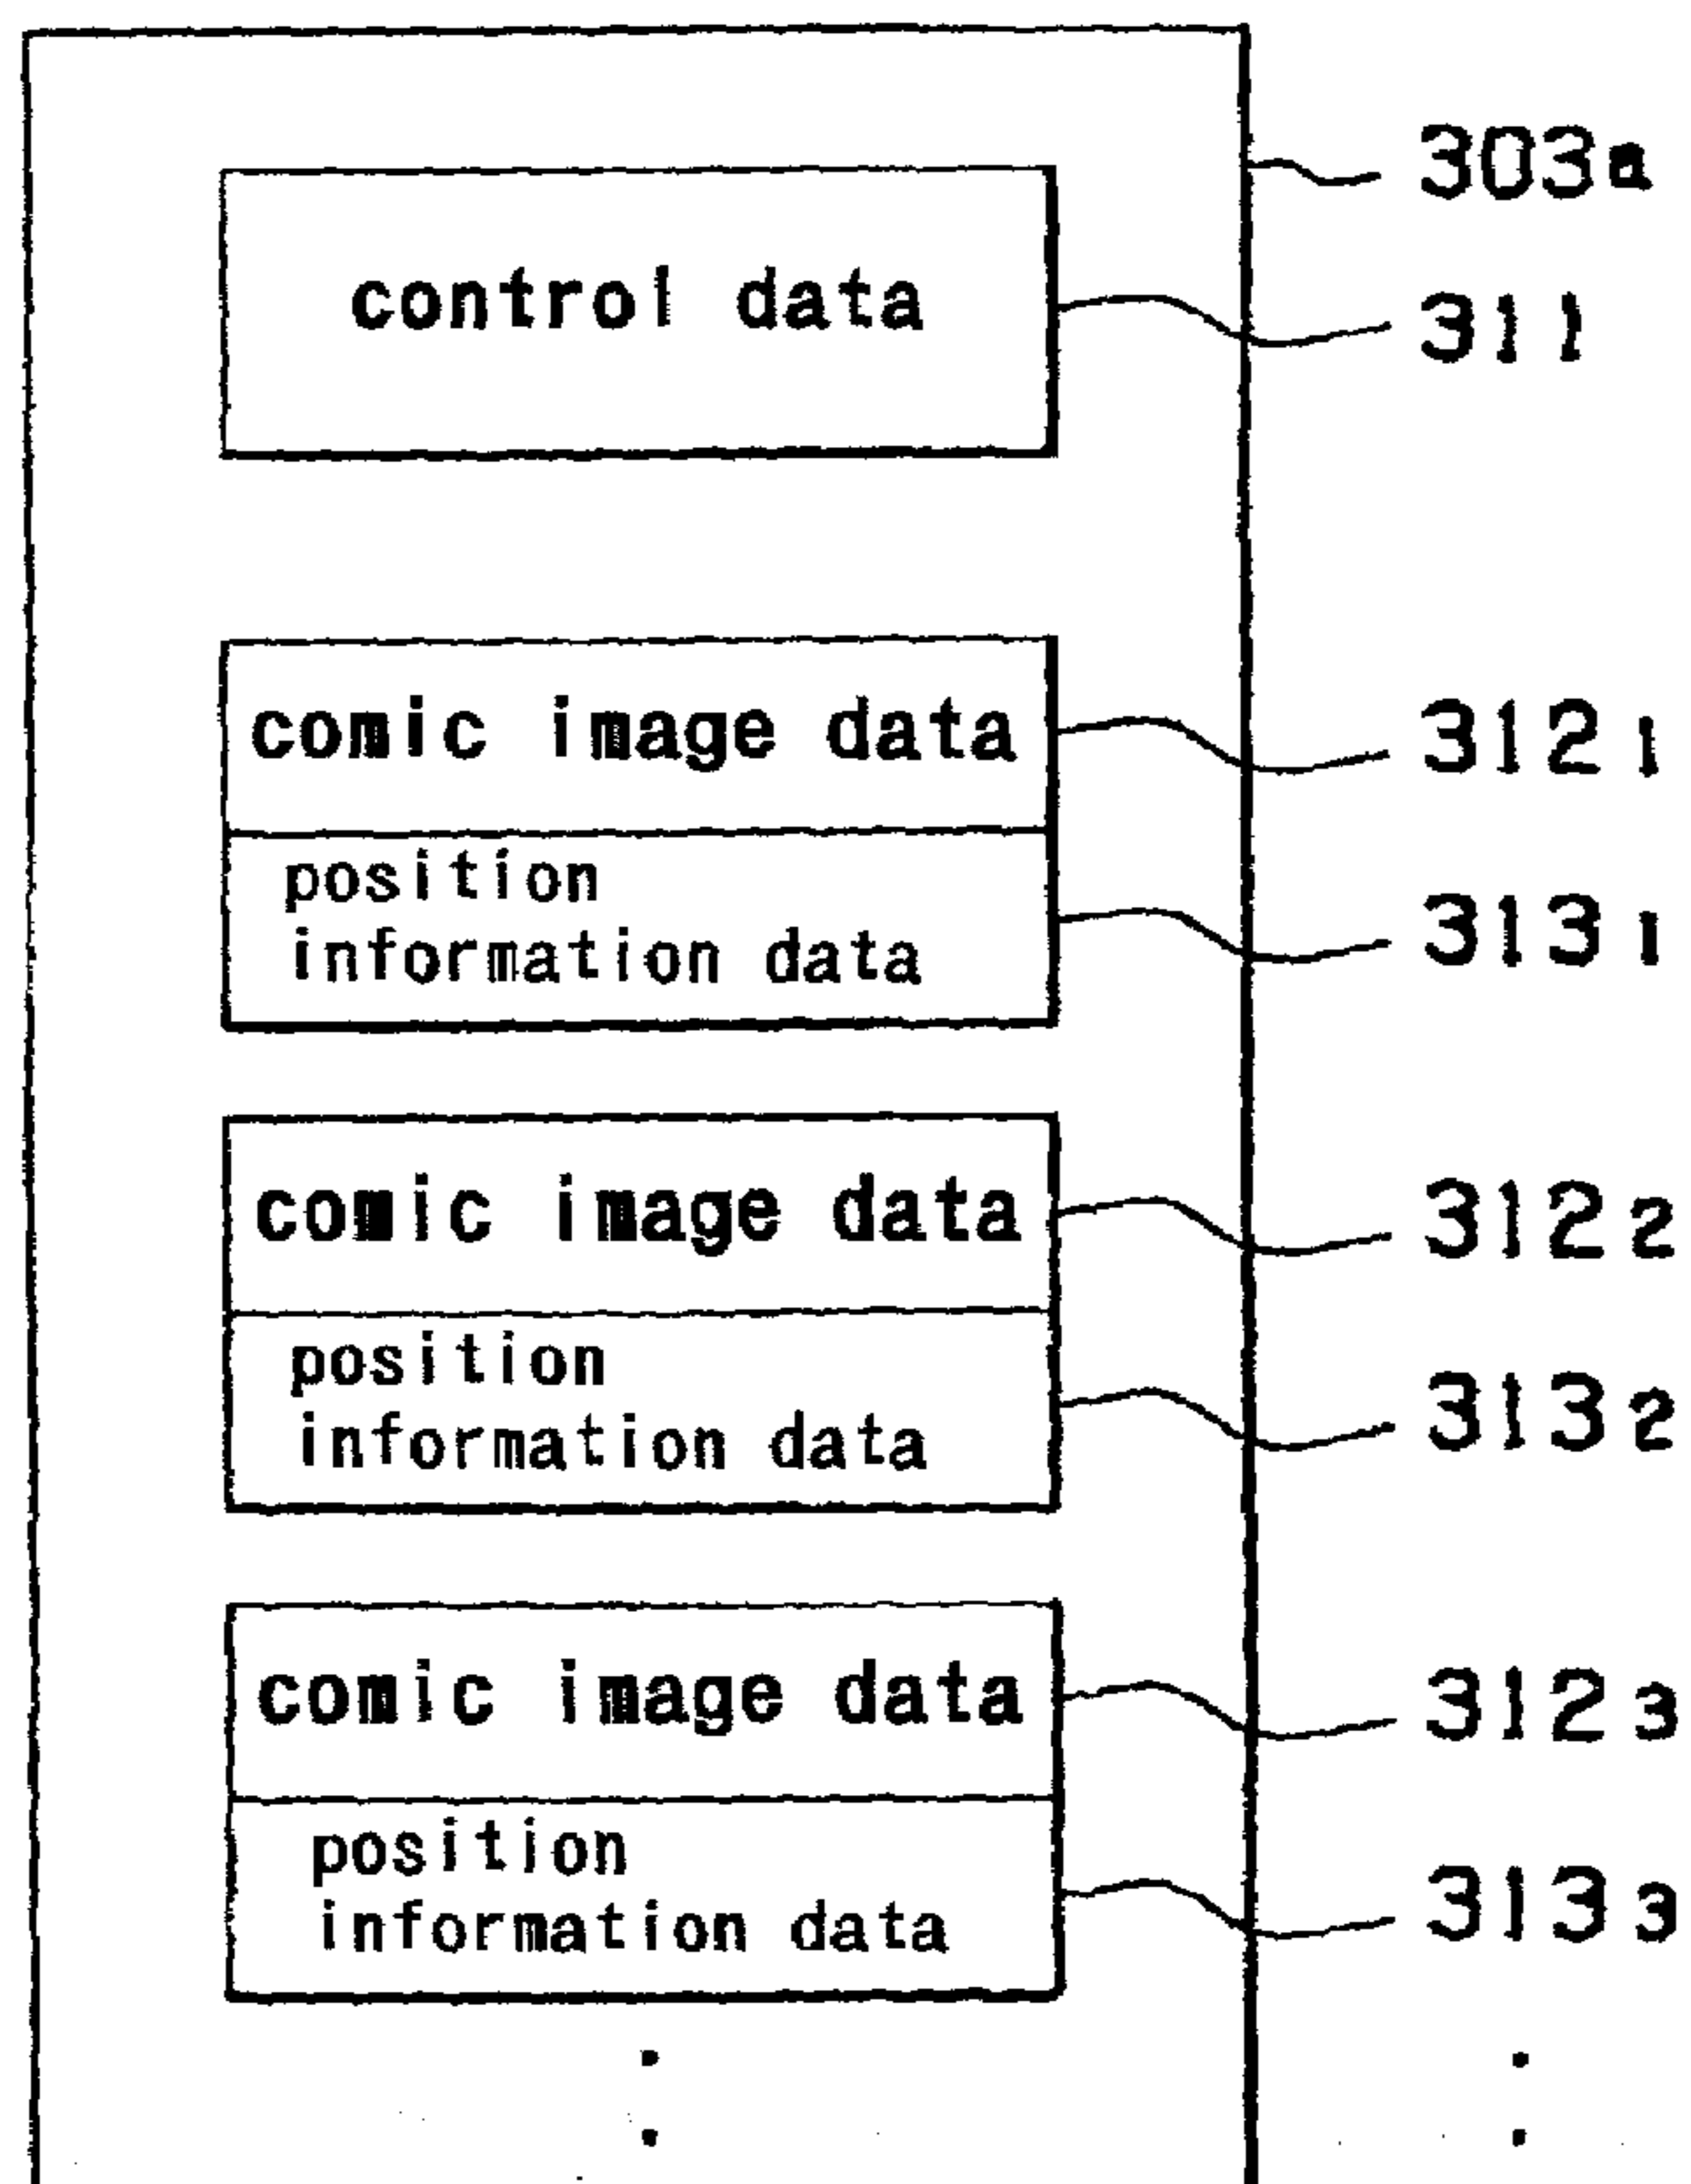 303a
control data 311
comic image data 312₁
position
information data 313₁
comic image data 312₂
position
information data 313₂
comic image data 312₃
position
information data 313₃